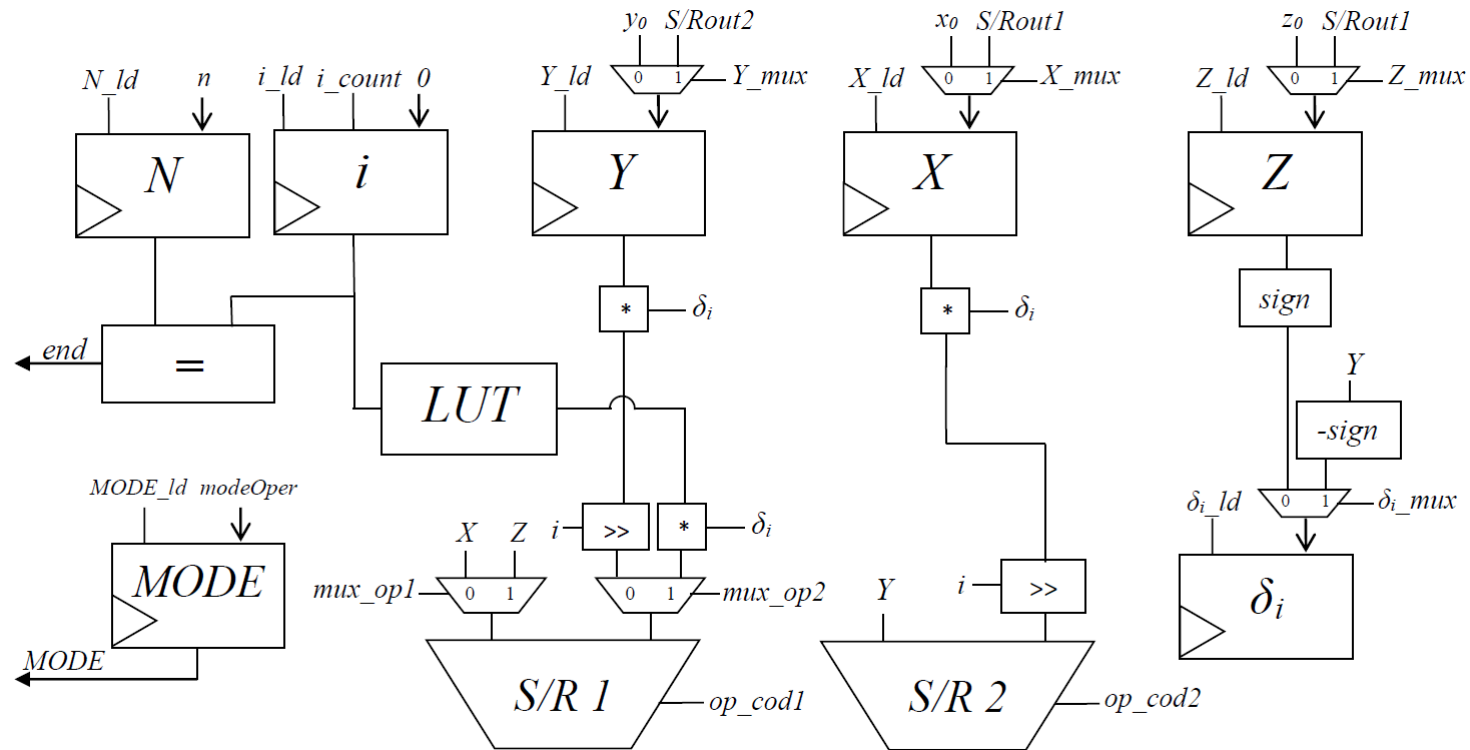 y₀ S/Rout2 x₀ S/Rout1 z₀ S/Rout1
N_ld n i_ld i_count 0 Y_ld 0 1 Y_mux X_ld 0 1 X_mux Z_ld 0 1 Z_mux
N i Y X Z
* δᵢ * δᵢ sign
end = Y
LUT -sign
MODE_ld modeOper δᵢ_ld 0 1 δᵢ_mux
X Z i >> * δᵢ
MODE mux_op1 0 1 0 1 mux_op2 Y i >> δᵢ
MODE
S/R 1 op_cod1 S/R 2 op_cod2